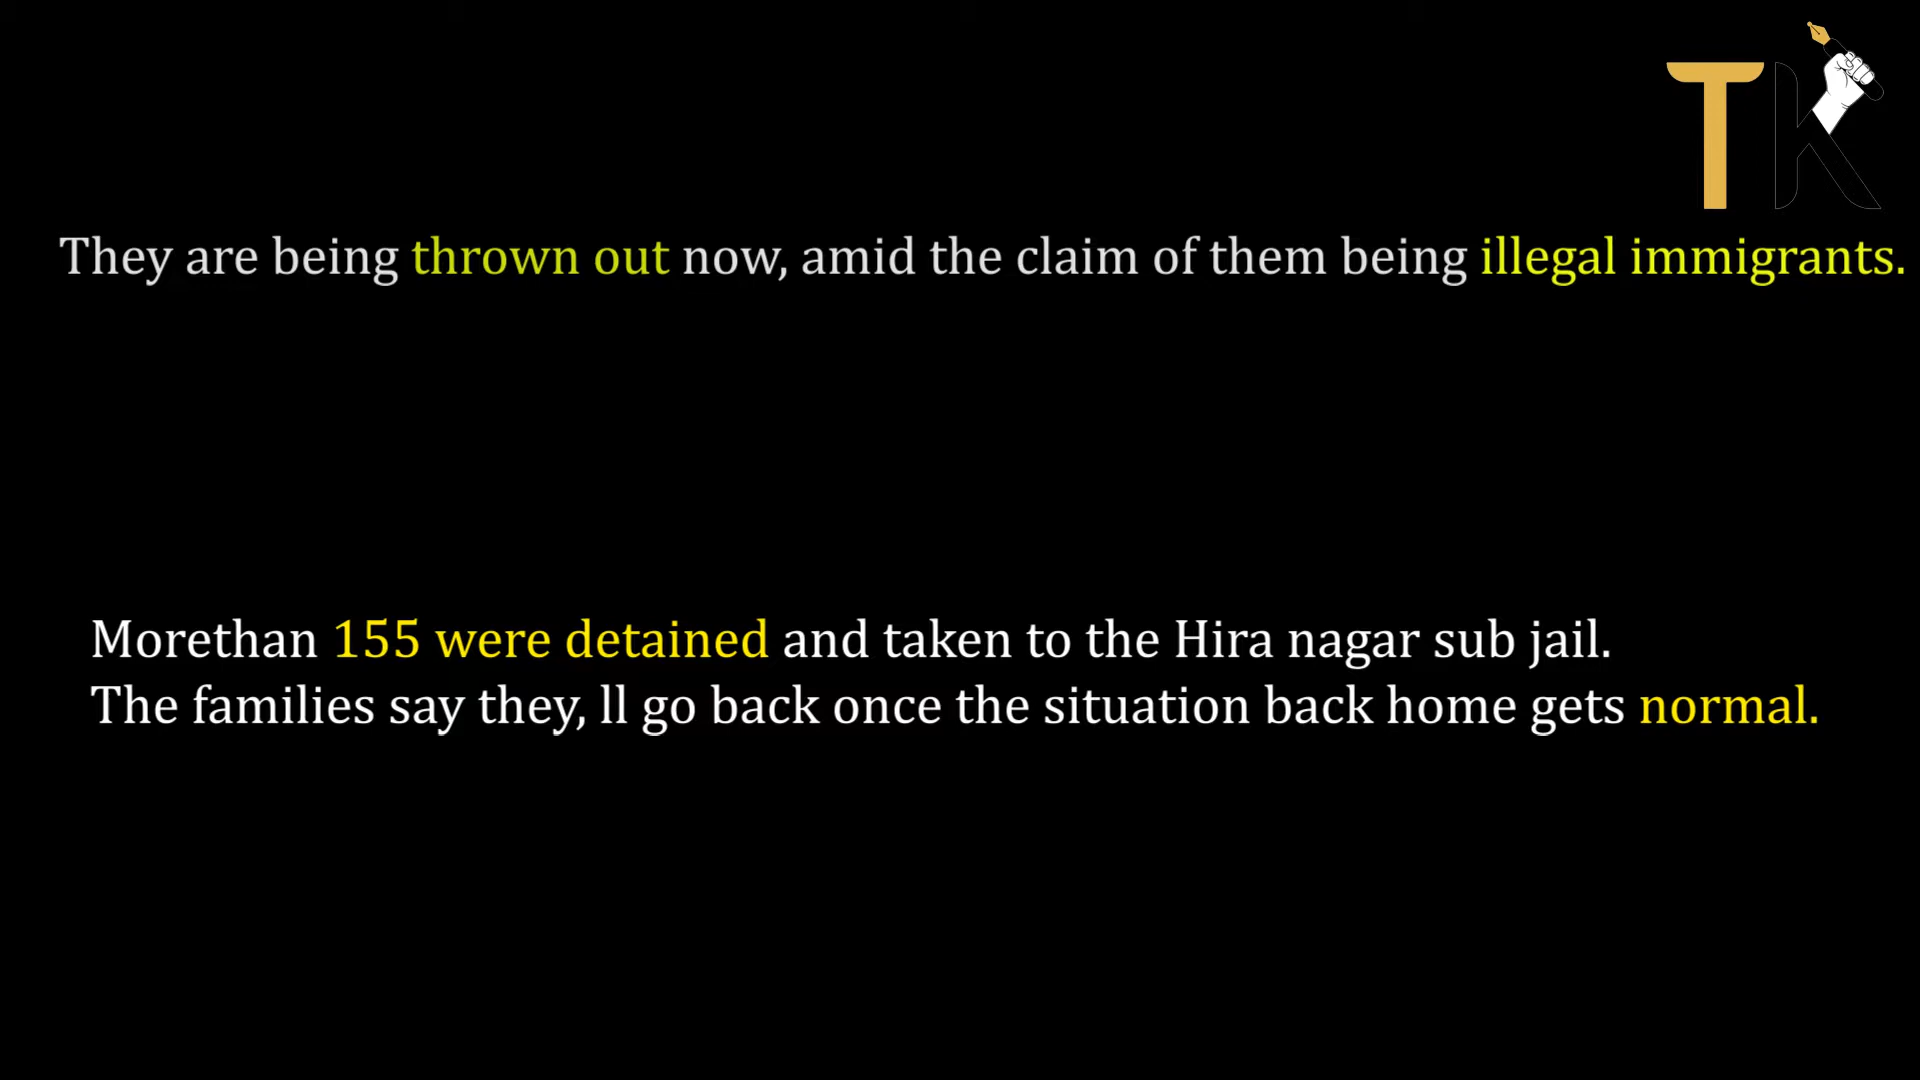 TK
They are being thrown out now, amid the claim of them being illegal immigrants.
Morethan 155 were detained and taken to the Hira nagar sub jail.
The families say they, ll go back once the situation back home gets normal.